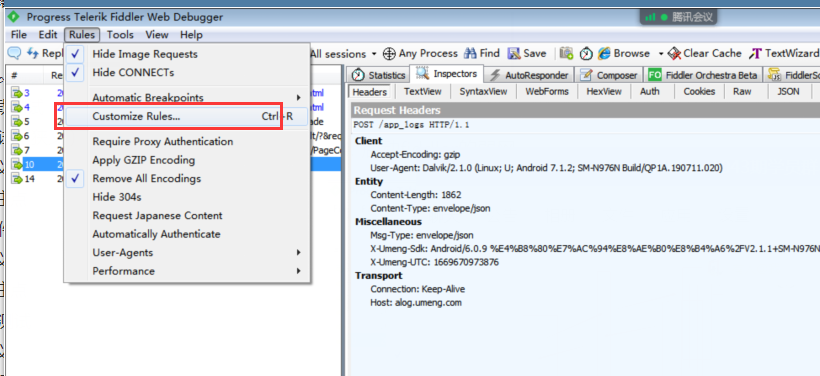 Progress Telerik Fiddler Web Debugger
腾讯会议
File Edit Rules Tools View Help
All sessions Any Process Find Save Browse Clear Cache TextWizard
Hide Image Requests
Hide CONNECTs
Automatic Breakpoints
Customize Rules... Ctrl+R
Require Proxy Authentication
Apply GZIP Encoding
Remove All Encodings
Hide 304s
Request Japanese Content
Automatically Authenticate
User-Agents
Performance
#
3 2
4 2
5 2
6 2
7 2
10 2
14 2
Statistics Inspectors AutoResponder Composer FO Fiddler Orchestra Beta
Headers TextView SyntaxView WebForms HexView Auth Cookies Raw JSON
Request Headers
POST /app_logs HTTP/1.1
Client
Accept-Encoding: gzip
User-Agent: Dalvik/2.1.0 (Linux; U; Android 7.1.2; SM-N976N Build/QP1A.190711.020)
Entity
Content-Length: 1862
Content-Type: envelope/json
Miscellaneous
Msg-Type: envelope/json
X-Umeng-Sdk: Android/6.0.9 %E4%B8%80%E7%AC%94%E8%AE%B0%E8%B4%A6%2FV2.1.1+SM-N976N
X-Umeng-UTC: 1669670973876
Transport
Connection: Keep-Alive
Host: alog.umeng.com